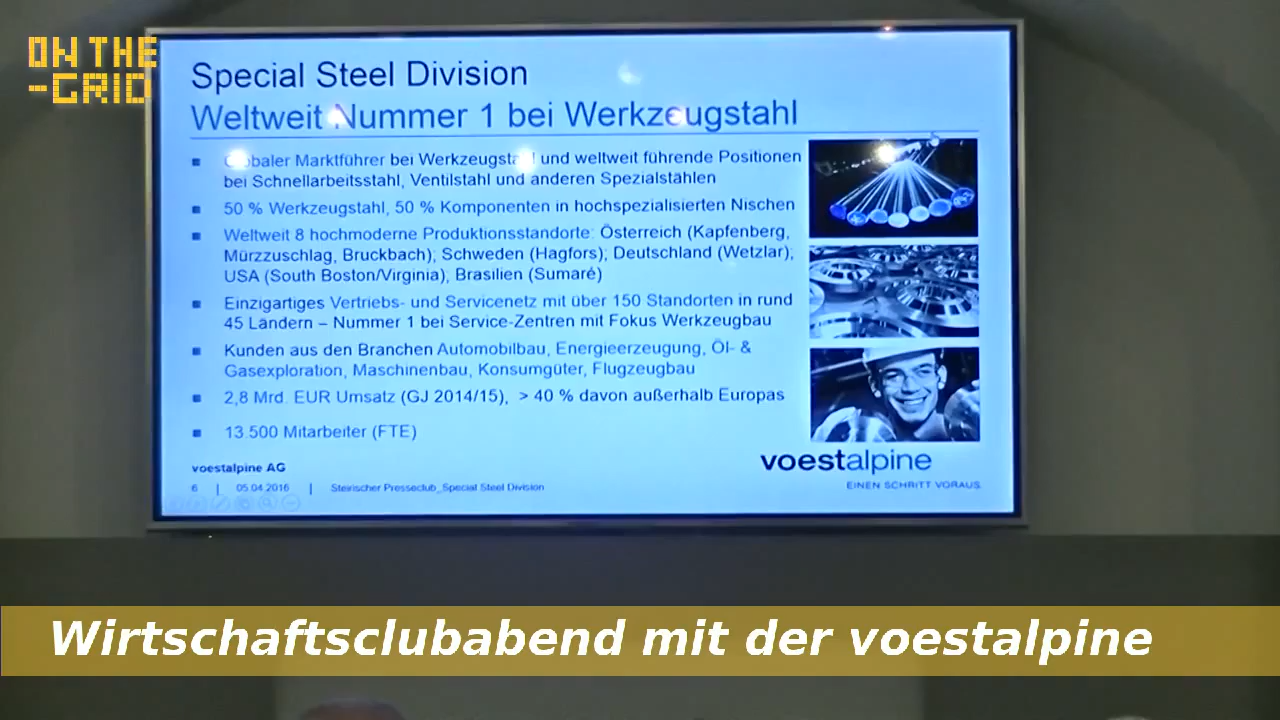 ON THE
-GRID
Special Steel Division
Weltweit Nummer 1 bei Werkzeugstahl
Globaler Marktführer bei Werkzeugstahl und weltweit führende Positionen
bei Schnellarbeitsstahl, Ventilstahl und anderen Spezialstählen
50 % Werkzeugstahl, 50 % Komponenten in hochspezialisierten Nischen
Weltweit 8 hochmoderne Produktionsstandorte: Österreich (Kapfenberg,
Mürzzuschlag, Bruckbach); Schweden (Hagfors); Deutschland (Wetzlar);
USA (South Boston/Virginia), Brasilien (Sumaré)
Einzigartiges Vertriebs- und Servicenetz mit über 150 Standorten in rund
45 Ländern – Nummer 1 bei Service-Zentren mit Fokus Werkzeugbau
Kunden aus den Branchen Automobilbau, Energieerzeugung, Öl- &
Gasexploration, Maschinenbau, Konsumgüter, Flugzeugbau
2,8 Mrd. EUR Umsatz (GJ 2014/15), > 40 % davon außerhalb Europas
13.500 Mitarbeiter (FTE)
voestalpine AG
6 | 05.04.2016 | Steirischer Presseclub_Special Steel Division
voestalpine
EINEN SCHRITT VORAUS.
Wirtschaftsclubabend mit der voestalpine